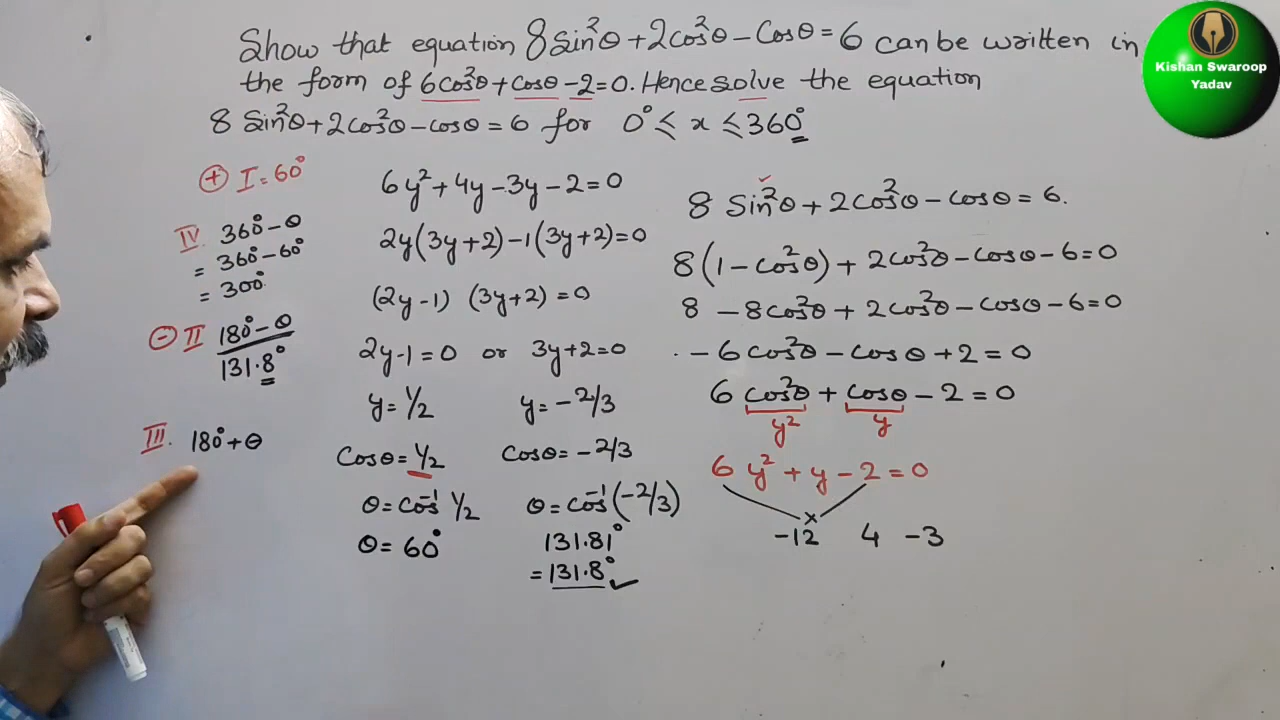 Show that equation 8Sin²θ+2cos²θ-Cosθ=6 can be written in
the foorm of 6cos²θ+cosθ-2=0. Hence solve the equation
8 Sin²θ+2cos²θ-cosθ=6 for 0°≤ x ≤360°
Kishan Swaroop
Yadav
⊕ I=60°
IV 360°-θ
= 360°-60°
= 300°
⊖ II 180°-θ
131.8°
III. 180°+θ
6y²+4y-3y-2=0
2y(3y+2)-1(3y+2)=0
(2y-1) (3y+2)=0
2y-1=0 or 3y+2=0
y=1/2 y=-2/3
Cosθ=1/2 Cosθ=-2/3
θ=cos⁻¹ 1/2 θ=cos⁻¹(-2/3)
θ=60° 131.81°
=131.8° ✓
8 Sin²θ+2cos²θ-cosθ=6.
8(1-cos²θ)+2cos²θ-cosθ-6=0
8 -8cos²θ+2cos²θ-cosθ-6=0
-6cos²θ-cosθ+2=0
6 cos²θ+cosθ-2=0
y² y
6y²+y-2=0
×
-12 4 -3